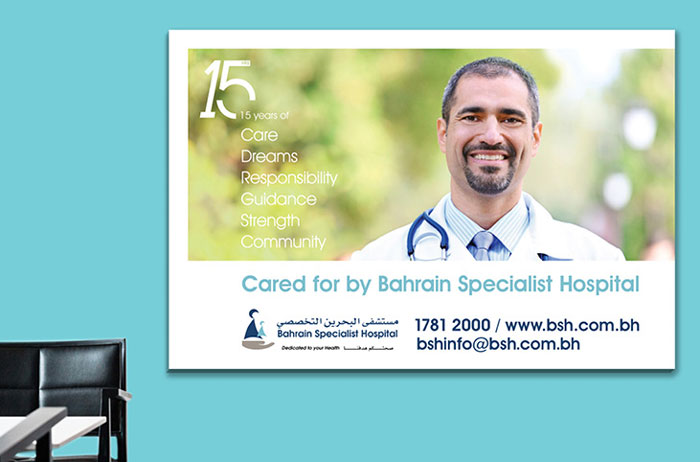 15
15 years of
Care
Dreams
Responsibility
Guidance
Strength
Community
Cared for by Bahrain Specialist Hospital
مستشفى البحرين التخصصي
Bahrain Specialist Hospital
Dedicated to your Health صحتكم هدفنا
1781 2000 / www.bsh.com.bh
bshinfo@bsh.com.bh